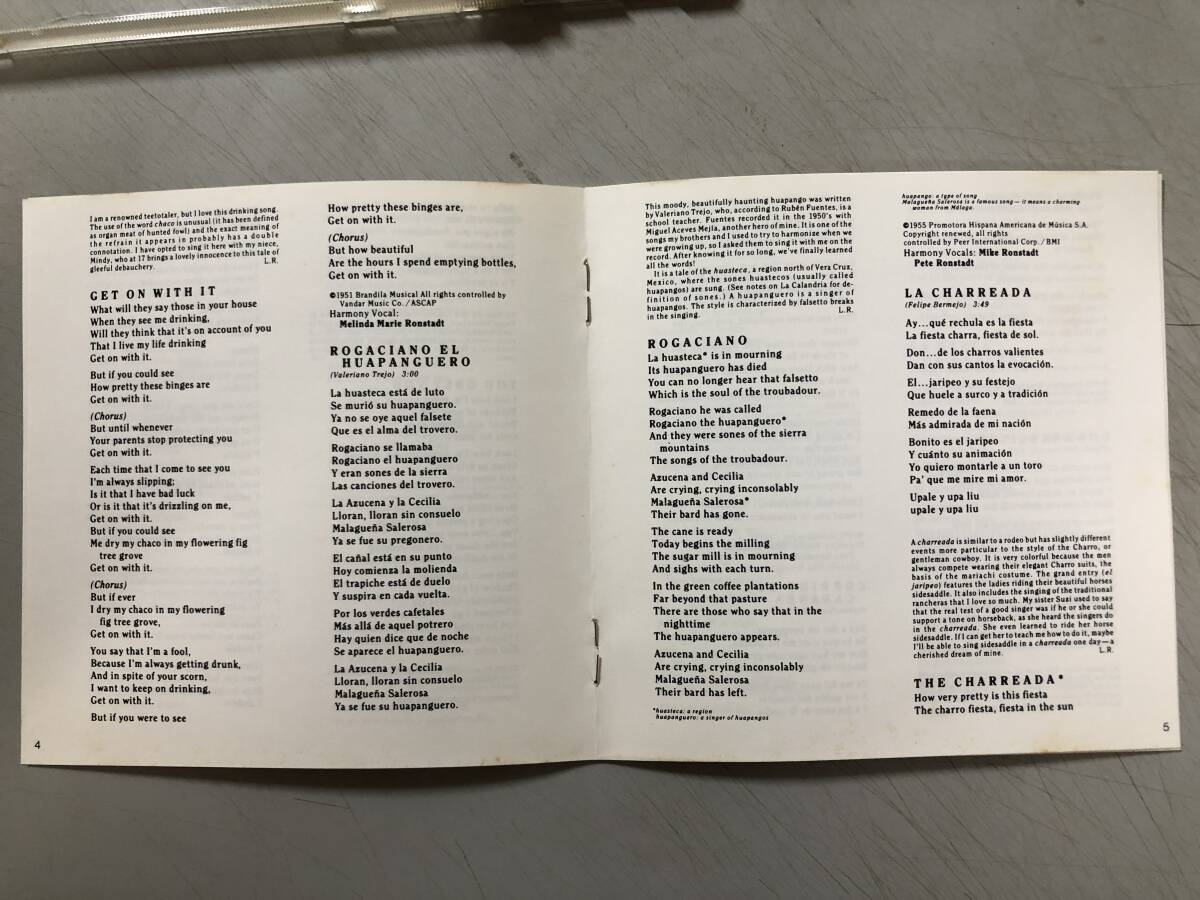 I am a renowned teetotaler, but I love this drinking song.
The use of the word chaco is unusual (it has been defined
as organ meat of hunted fowl) and the exact meaning of
the refrain it appears in probably has a double
connotation. I have opted to sing it here with my niece,
Mindy, who at 17 brings a lovely innocence to this tale of
gleeful debauchery.
L.R.
GET ON WITH IT
What will they say those in your house
When they see me drinking,
Will they think that it's on account of you
That I live my life drinking
Get on with it.
But if you could see
How pretty these binges are
Get on with it.
(Chorus)
But until whenever
Your parents stop protecting you
Get on with it.
Each time that I come to see you
I'm always slipping;
Is it that I have bad luck
Or is it that it's drizzling on me,
Get on with it.
But if you could see
Me dry my chaco in my flowering fig
tree grove
Get on with it.
(Chorus)
But if ever
I dry my chaco in my flowering
fig tree grove,
Get on with it.
You say that I'm a fool,
Because I'm always getting drunk,
And in spite of your scorn,
I want to keep on drinking,
Get on with it.
But if you were to see
4
How pretty these binges are,
Get on with it.
(Chorus)
But how beautiful
Are the hours I spend emptying bottles,
Get on with it.
©1951 Brandila Musical All rights controlled by
Vandar Music Co./ASCAP
Harmony Vocal:
Melinda Marie Ronstadt
ROGACIANO EL
HUAPANGUERO
(Valeriano Trejo) 3:00
La huasteca está de luto
Se murió su huapanguero.
Ya no se oye aquel falsete
Que es el alma del trovero.
Rogaciano se llamaba
Rogaciano el huapanguero
Y eran sones de la sierra
Las canciones del trovero.
La Azucena y la Cecilia
Lloran, lloran sin consuelo
Malagueña Salerosa
Ya se fue su pregonero.
El cañal está en su punto
Hoy comienza la molienda
El trapiche está de duelo
Y suspira en cada vuelta.
Por los verdes cafetales
Más allá de aquel potrero
Hay quien dice que de noche
Se aparece el huapanguero.
La Azucena y la Cecilia
Lloran, lloran sin consuelo
Malagueña Salerosa
Ya se fue su huapanguero.
This moody, beautifully haunting huapango was written
by Valeriano Trejo, who, according to Rubén Fuentes, is a
school teacher. Fuentes recorded it in the 1950's with
Miguel Aceves Mejla, another hero of mine. It is one of the
songs my brothers and I used to try to harmonize when we
were growing up, so I asked them to sing it with me on the
record. After knowing it for so long, we've finally learned
all the words!
It is a tale of the huasteca, a region north of Vera Cruz,
Mexico, where the sones huastecos (usually called
huapangos) are sung. (See notes on La Calandria for de-
finition of sones.) A huapanguero is a singer of
huapangos. The style is characterized by falsetto breaks
in the singing.
L.R.
ROGACIANO
La huasteca* is in mourning
Its huapanguero has died
You can no longer hear that falsetto
Which is the soul of the troubadour.
Rogaciano he was called
Rogaciano the huapanguero*
And they were sones of the sierra
mountains
The songs of the troubadour.
Azucena and Cecilia
Are crying, crying inconsolably
Malagueña Salerosa*
Their bard has gone.
The cane is ready
Today begins the milling
The sugar mill is in mourning
And sighs with each turn.
In the green coffee plantations
Far beyond that pasture
There are those who say that in the
nighttime
The huapanguero appears.
Azucena and Cecilia
Are crying, crying inconsolably
Malagueña Salerosa
Their bard has left.
*huasteca: a region
huapanguero: a singer of huapangos
huapango: a type of song
Malagueña Salerosa is a famous song — it means a charming
woman from Málaga.
©1955 Promotora Hispana Americana de Música S.A.
Copyright renewed, all rights
controlled by Peer International Corp./BMI
Harmony Vocals: Mike Ronstadt
Pete Ronstadt
LA CHARREADA
(Felipe Bermejo) 3:49
Ay...qué rechula es la fiesta
La fiesta charra, fiesta de sol.
Don...de los charros valientes
Dan con sus cantos la evocación.
El...jaripeo y su festejo
Que huele a surco y a tradición
Remedo de la faena
Más admirada de mi nación
Bonito es el jaripeo
Y cuánto su animación
Yo quiero montarle a un toro
Pa' que me mire mi amor.
Upale y upa liu
upale y upa liu
A charreada is similar to a rodeo but has slightly different
events more particular to the style of the Charro, or
gentleman cowboy. It is very colorful because the men
always compete wearing their elegant Charro suits, the
basis of the mariachi costume. The grand entry (el
jaripeo) features the ladies riding their beautiful horses
sidesaddle. It also includes the singing of the traditional
rancheras that I love so much. My sister Suzi used to say
that the real test of a good singer was if he or she could
support a tone on horseback, as she heard the singers do
in the charreada. She even learned to ride her horse
sidesaddle. If I can get her to teach me how to do it, maybe
I'll be able to sing sidesaddle in a charreada one day—a
cherished dream of mine.
L.R.
THE CHARREADA*
How very pretty is this fiesta
The charro fiesta, fiesta in the sun
5